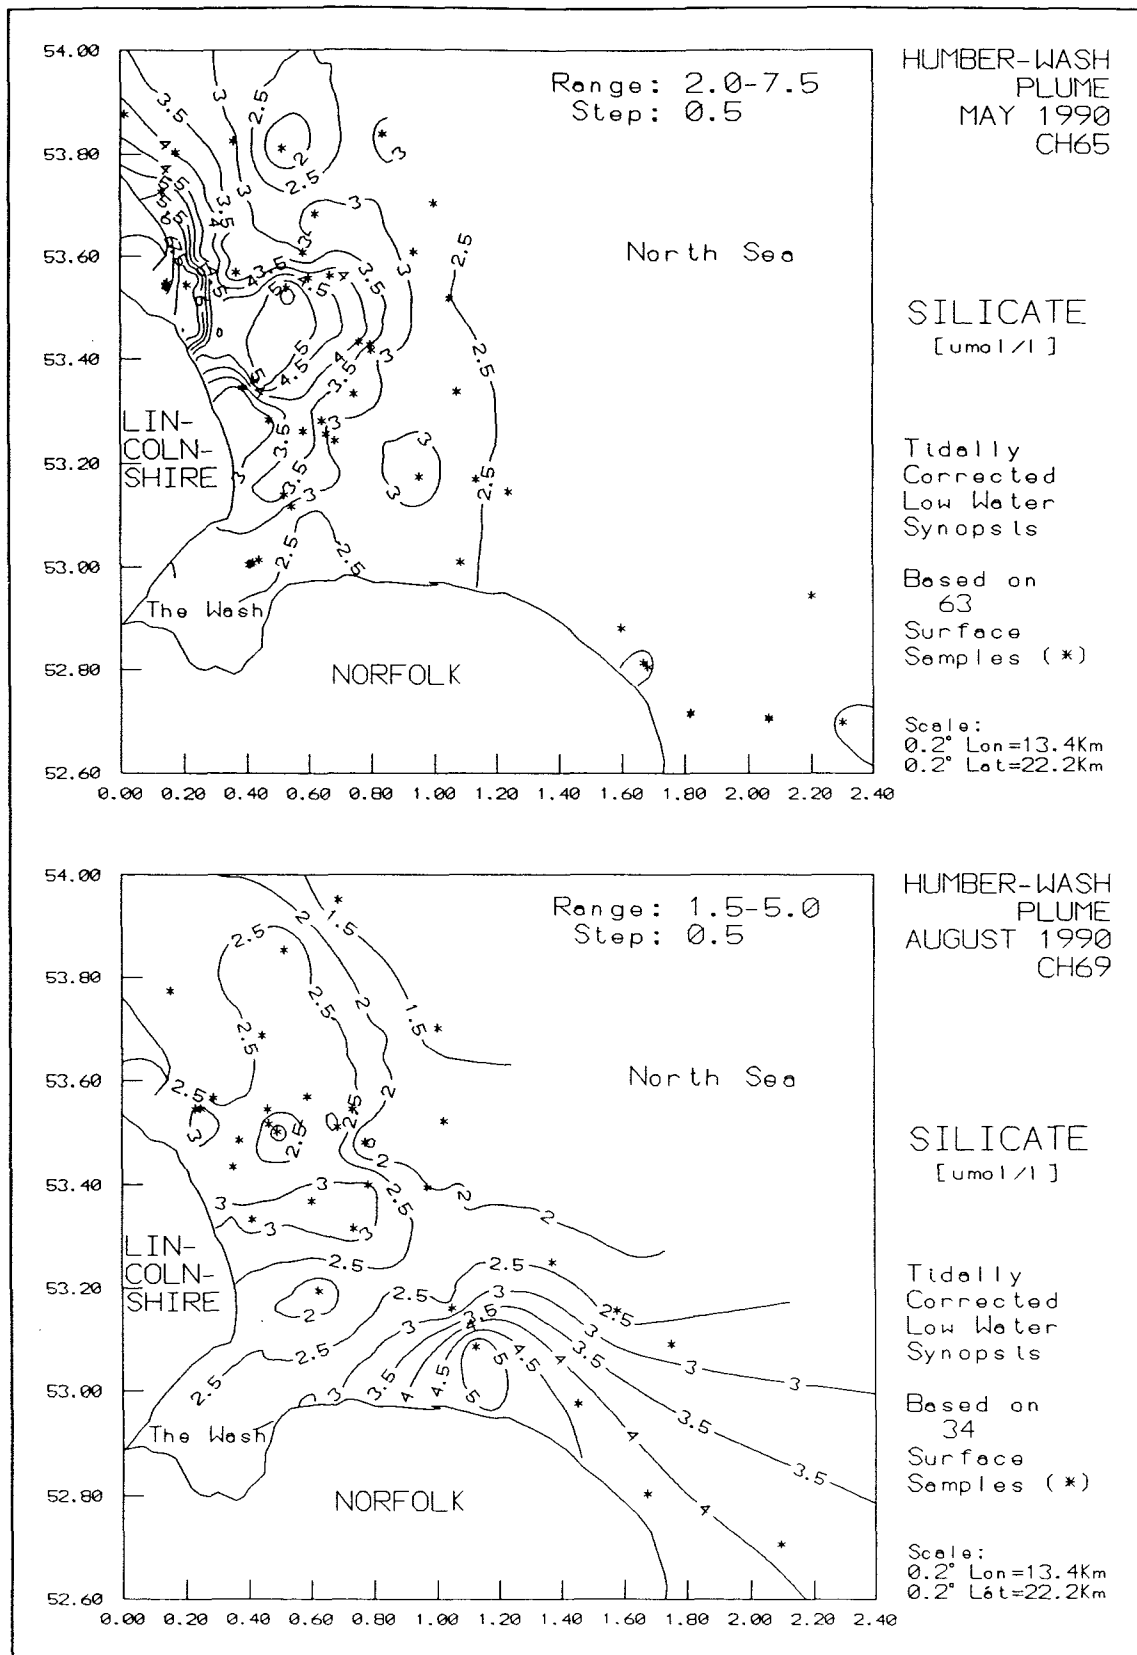 HUMBER-WASH
PLUME
MAY 1990
CH65
Range: 2.0-7.5
Step: 0.5
North Sea
SILICATE
[umol/l]
LIN-
COLN-
SHIRE
The Wash
NORFOLK
Tidally
Corrected
Low Water
Synopsis
Based on
63
Surface
Samples (*)
Scale:
0.2° Lon=13.4Km
0.2° Lat=22.2Km
54.00
53.80
53.60
53.40
53.20
53.00
52.80
52.60
0.00 0.20 0.40 0.60 0.80 1.00 1.20 1.40 1.60 1.80 2.00 2.20 2.40
HUMBER-WASH
PLUME
AUGUST 1990
CH69
Range: 1.5-5.0
Step: 0.5
North Sea
SILICATE
[umol/l]
LIN-
COLN-
SHIRE
The Wash
NORFOLK
Tidally
Corrected
Low Water
Synopsis
Based on
34
Surface
Samples (*)
Scale:
0.2° Lon=13.4Km
0.2° Lat=22.2Km
54.00
53.80
53.60
53.40
53.20
53.00
52.80
52.60
0.00 0.20 0.40 0.60 0.80 1.00 1.20 1.40 1.60 1.80 2.00 2.20 2.40